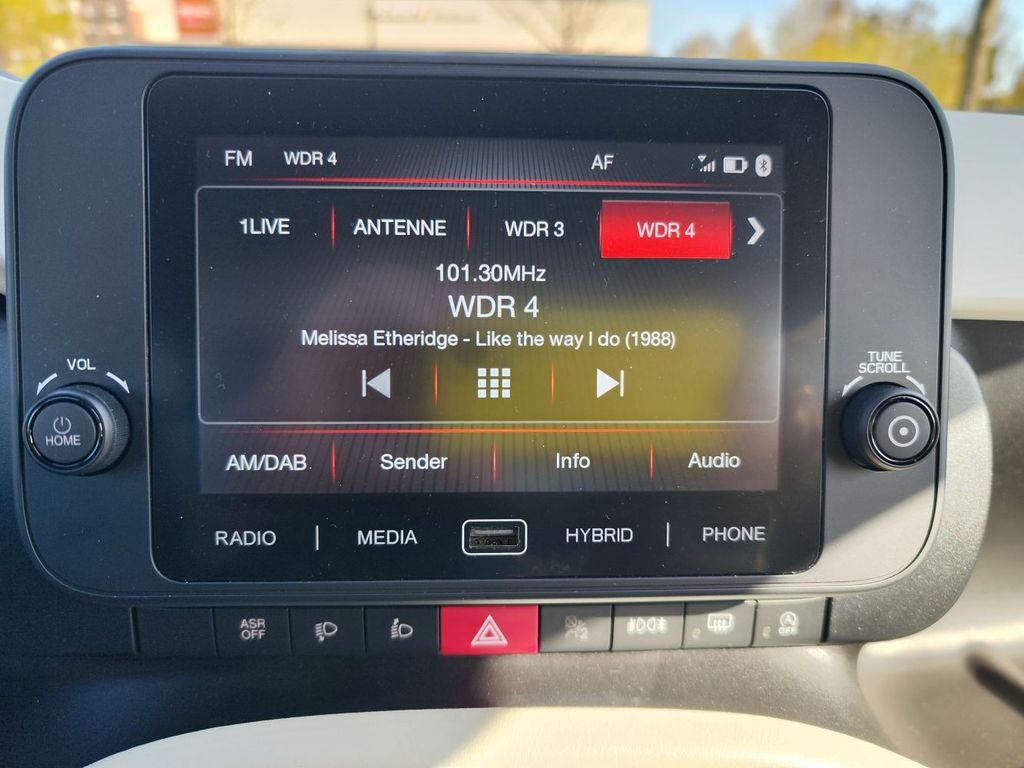 FM WDR 4 AF
1LIVE ANTENNE WDR 3 WDR 4
101.30MHz
WDR 4
Melissa Etheridge - Like the way I do (1988)
VOL
TUNE
SCROLL
HOME
AM/DAB Sender Info Audio
RADIO MEDIA HYBRID PHONE
ASR
OFF
OFF